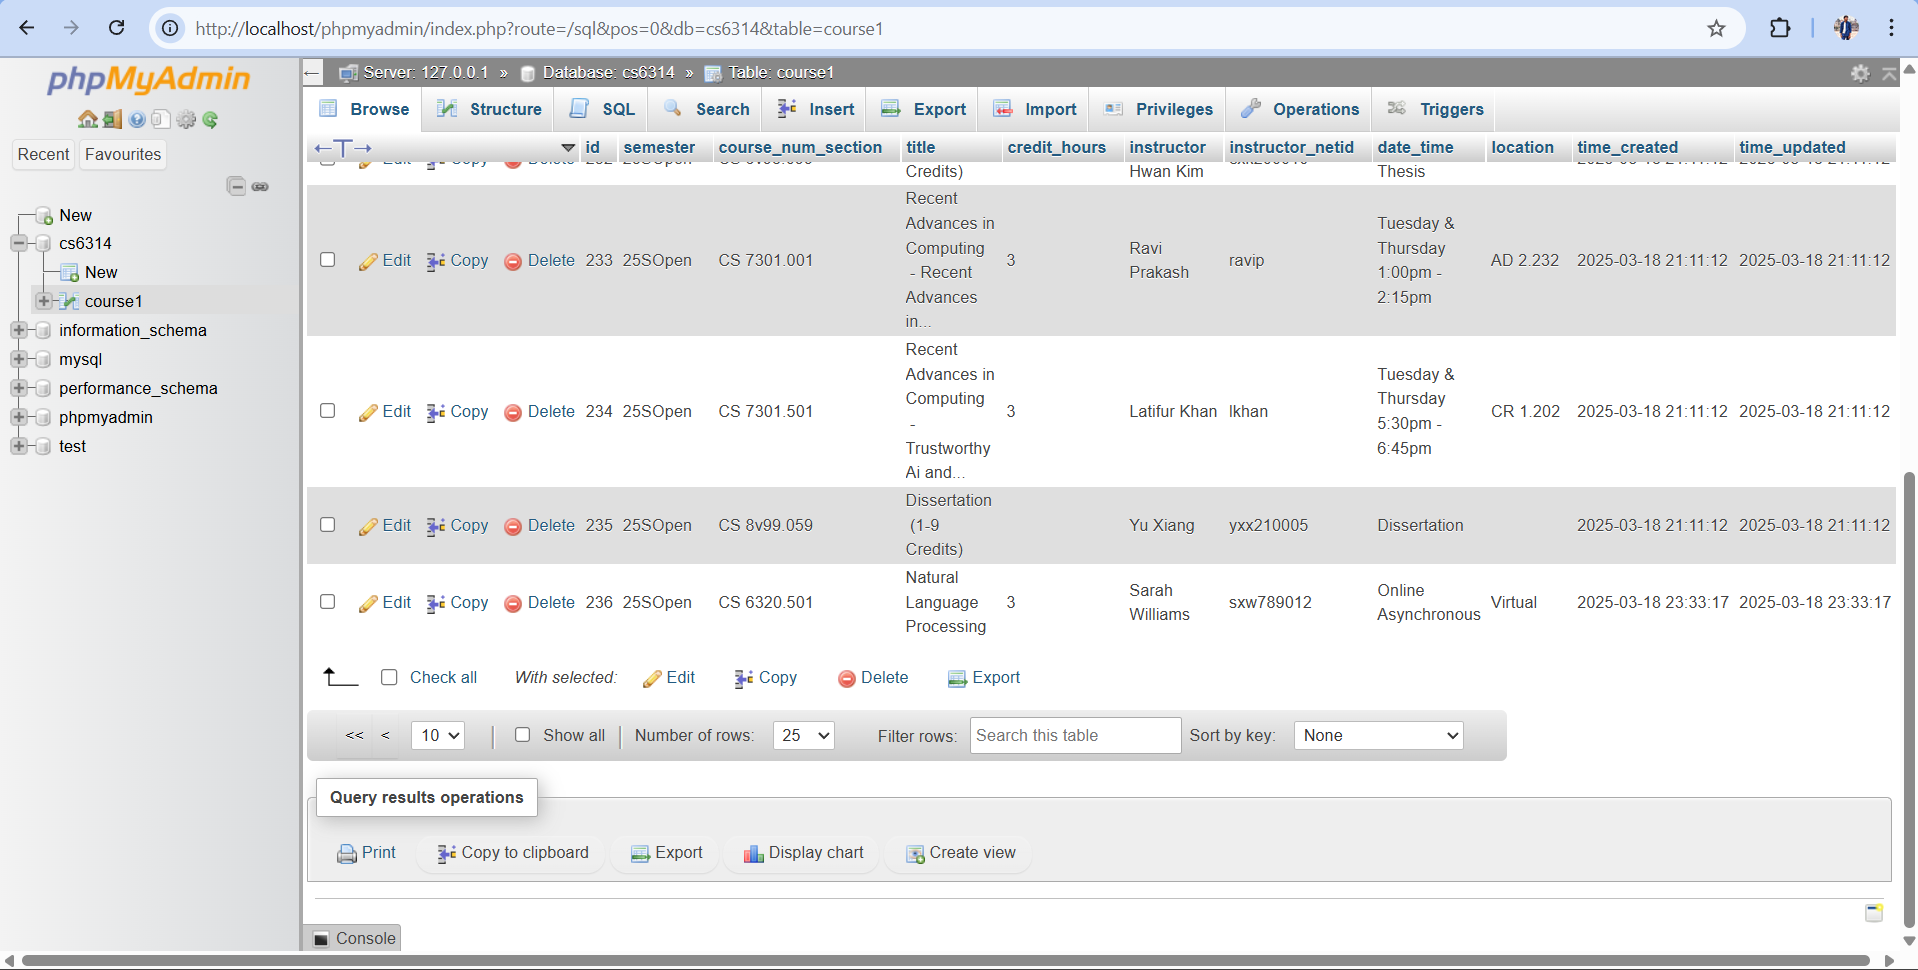 http://localhost/phpmyadmin/index.php?route=/sql&pos=0&db=cs6314&table=course1
phpMyAdmin
Recent Favourites
New
cs6314
New
course1
information_schema
mysql
performance_schema
phpmyadmin
test
Server: 127.0.0.1 » Database: cs6314 » Table: course1
Browse Structure SQL Search Insert Export Import Privileges Operations Triggers
←T→ id semester course_num_section title credit_hours instructor instructor_netid date_time location time_created time_updated
Credits) Hwan Kim Thesis
Recent
Advances in
Computing
- Recent
Advances
in...
Tuesday &
Thursday
1:00pm -
2:15pm
Ravi
Prakash
Edit Copy Delete 233 25SOpen CS 7301.001 3 ravip AD 2.232 2025-03-18 21:11:12 2025-03-18 21:11:12
Recent
Advances in
Computing
-
Trustworthy
Ai and...
Tuesday &
Thursday
5:30pm -
6:45pm
Edit Copy Delete 234 25SOpen CS 7301.501 3 Latifur Khan lkhan CR 1.202 2025-03-18 21:11:12 2025-03-18 21:11:12
Dissertation
(1-9
Credits)
Edit Copy Delete 235 25SOpen CS 8v99.059 Yu Xiang yxx210005 Dissertation 2025-03-18 21:11:12 2025-03-18 21:11:12
Natural
Language
Processing
Sarah
Williams
Online
Asynchronous
Edit Copy Delete 236 25SOpen CS 6320.501 3 sxw789012 Virtual 2025-03-18 23:33:17 2025-03-18 23:33:17
Check all With selected: Edit Copy Delete Export
<< < 10 Show all Number of rows: 25 Filter rows: Search this table Sort by key: None
Query results operations
Print Copy to clipboard Export Display chart Create view
Console